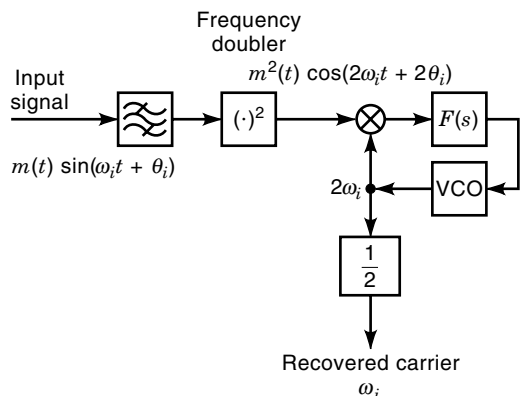 Frequency
doubler
m²(t) cos(2ωᵢt + 2θᵢ)
Input
signal
(·)²
F(s)
m(t) sin(ωᵢt + θᵢ)
2ωᵢ
VCO
1
2
Recovered carrier
ωᵢ